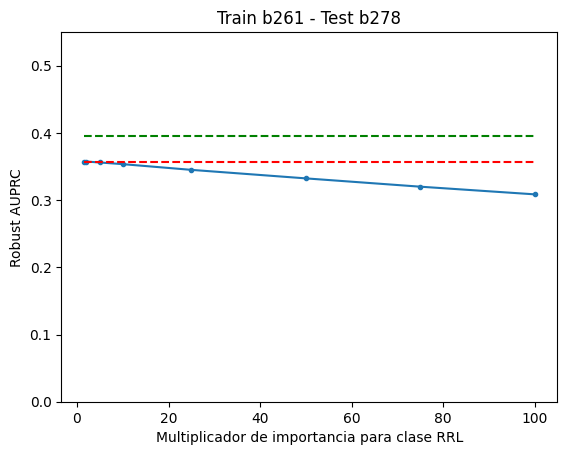 Train b261 - Test b278
Robust AUPRC
0.5
0.4
0.3
0.2
0.1
0.0
0 20 40 60 80 100
Multiplicador de importancia para clase RRL